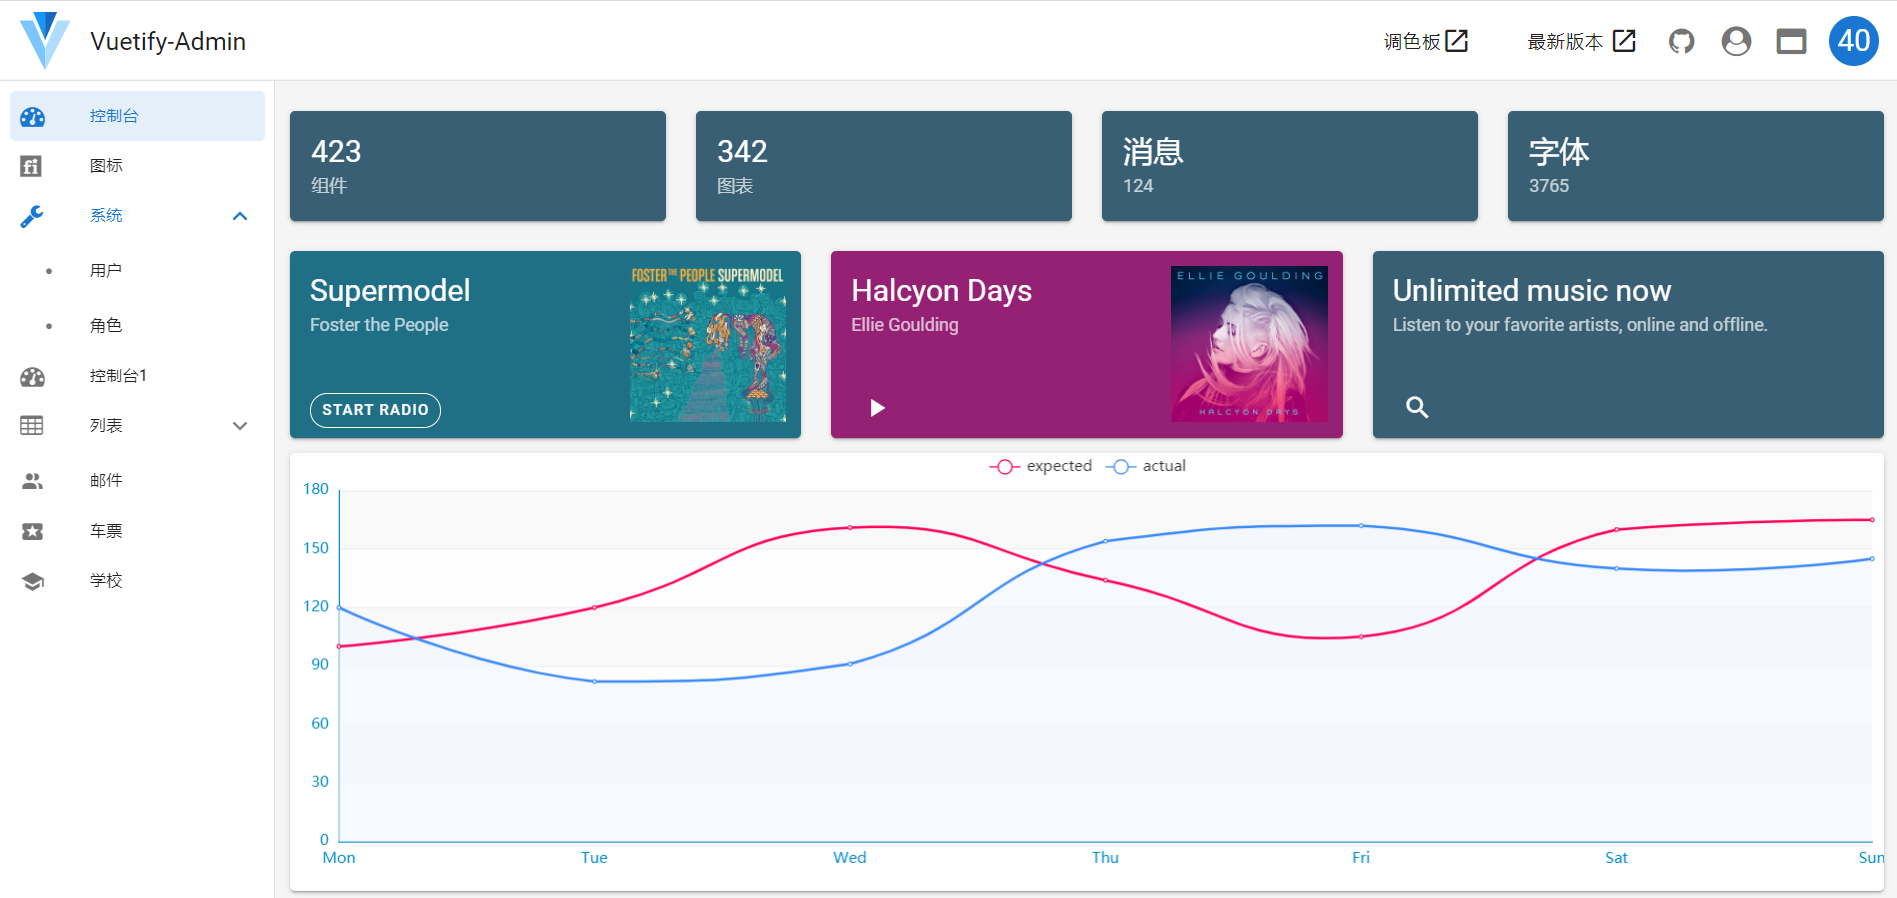 Vuetify-Admin
调色板
最新版本
40
控制台
图标
系统
用户
角色
控制台1
列表
邮件
车票
学校
423
组件
342
图表
消息
124
字体
3765
Supermodel
Foster the People
START RADIO
FOSTER THE PEOPLE SUPERMODEL
Halcyon Days
Ellie Goulding
ELLIE GOULDING
HALCYON DAYS
Unlimited music now
Listen to your favorite artists, online and offline.
expected actual
180
150
120
90
60
30
0
Mon Tue Wed Thu Fri Sat Sun